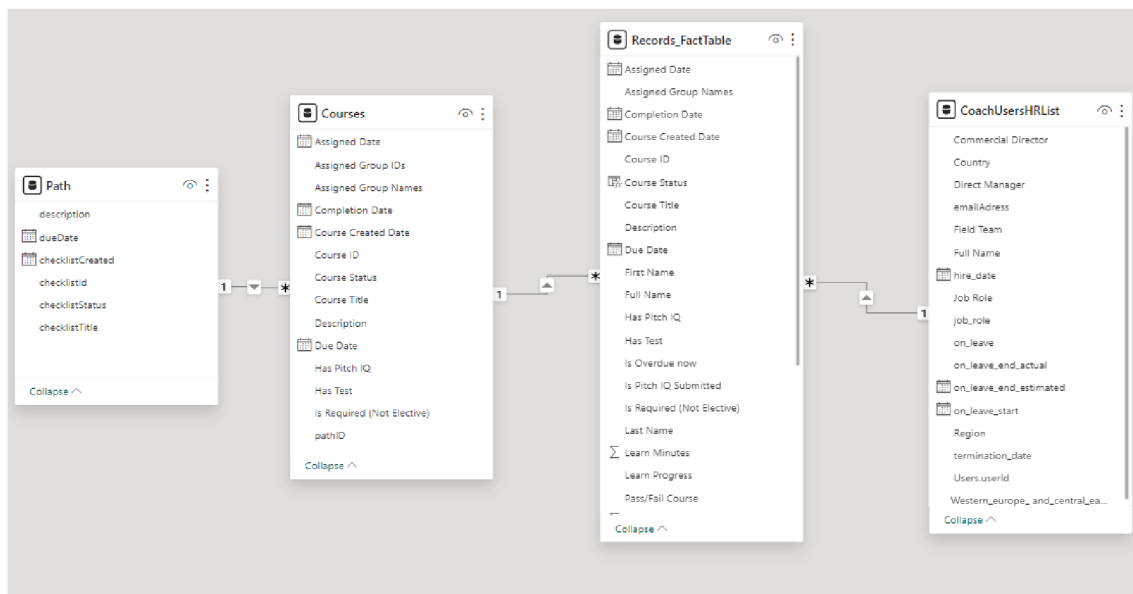 Path
description
dueDate
checklistCreated
checklistId
checklistStatus
checklistTitle
Collapse
1
*
Courses
Assigned Date
Assigned Group IDs
Assigned Group Names
Completion Date
Course Created Date
Course ID
Course Status
Course Title
Description
Due Date
Has Pitch IQ
Has Test
Is Required (Not Elective)
pathID
Collapse
1
*
Records_FactTable
Assigned Date
Assigned Group Names
Completion Date
Course Created Date
Course ID
Course Status
Course Title
Description
Due Date
First Name
Full Name
Has Pitch IQ
Has Test
Is Overdue now
Is Pitch IQ Submitted
Is Required (Not Elective)
Last Name
Learn Minutes
Learn Progress
Pass/Fail Course
Collapse
*
1
CoachUsersHRList
Commercial Director
Country
Direct Manager
emailAdress
Field Team
Full Name
hire_date
Job Role
job_role
on_leave
on_leave_end_actual
on_leave_end_estimated
on_leave_start
Region
termination_date
Users.userId
Western_europe_ and_central_ea...
Collapse